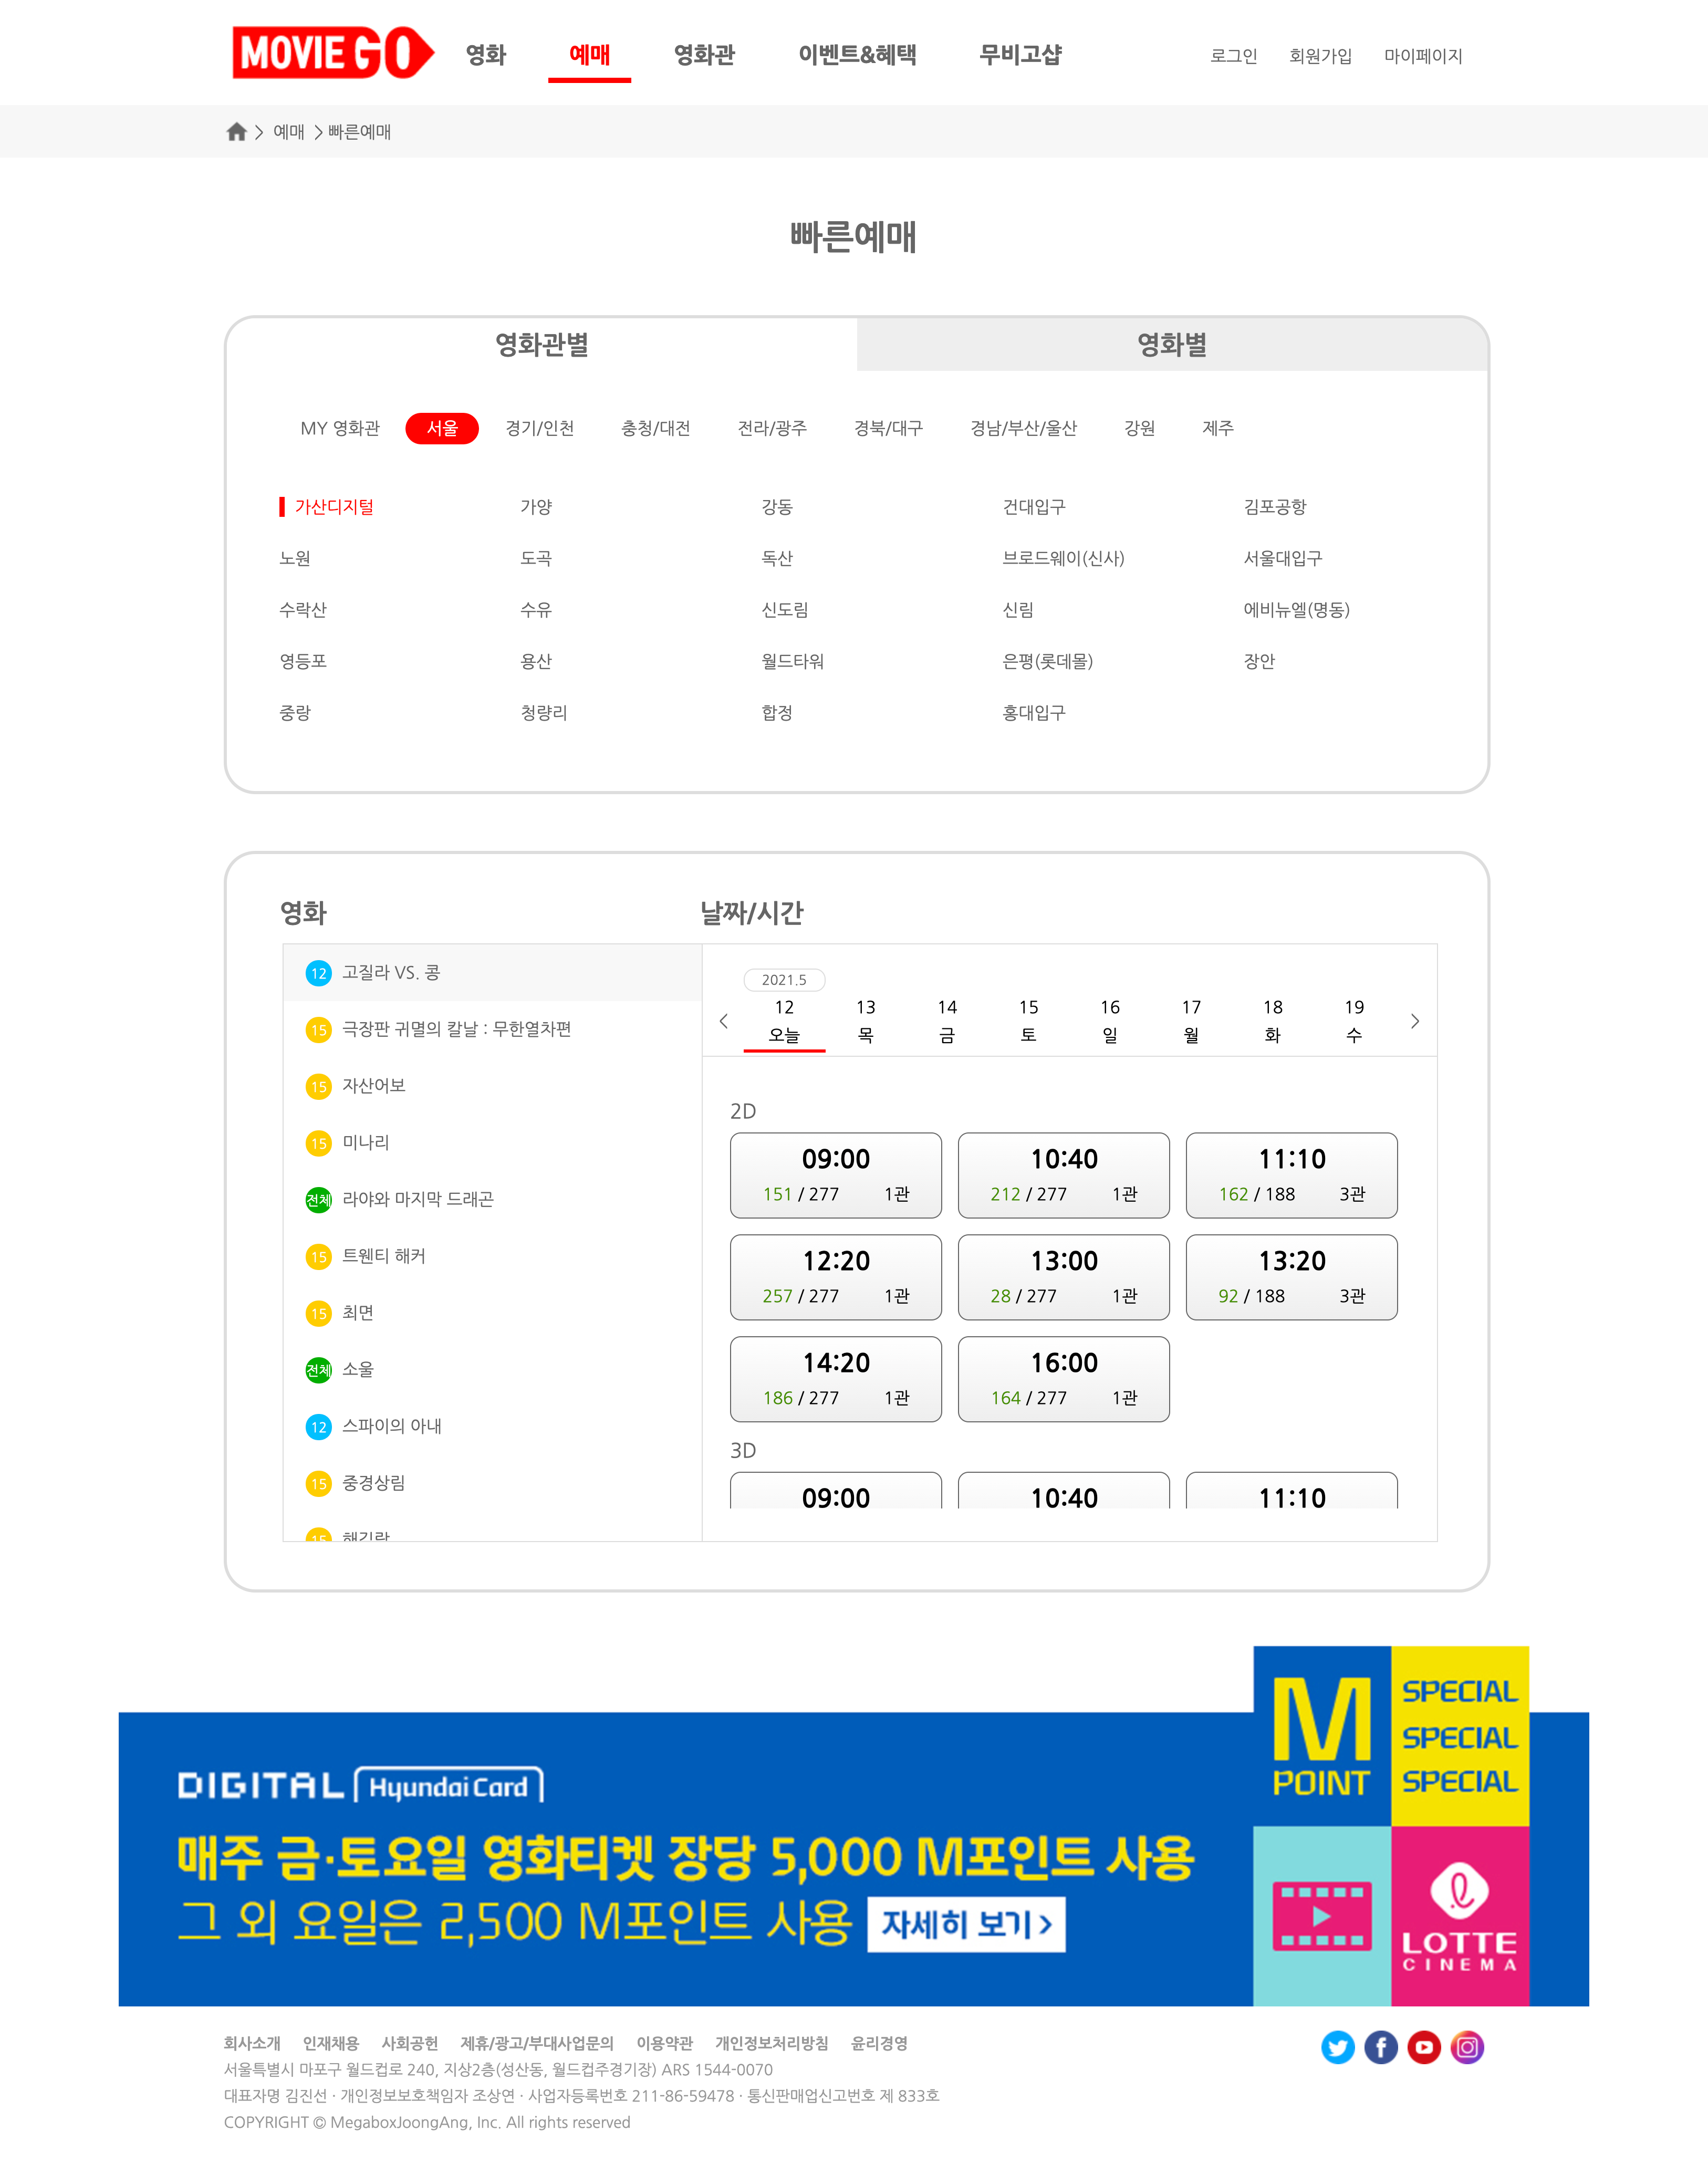 MOVIE GO 영화 예매 영화관 이벤트&혜택 무비고샵 로그인 회원가입 마이페이지
> 예매 > 빠른예매
빠른예매
영화관별 영화별
MY 영화관 서울 경기/인천 충청/대전 전라/광주 경북/대구 경남/부산/울산 강원 제주
가산디지털 가양 강동 건대입구 김포공항
노원 도곡 독산 브로드웨이(신사) 서울대입구
수락산 수유 신도림 신림 에비뉴엘(명동)
영등포 용산 월드타워 은평(롯데몰) 장안
중랑 청량리 합정 홍대입구
영화
12 고질라 VS. 콩
15 극장판 귀멸의 칼날 : 무한열차편
15 자산어보
15 미나리
전체 라야와 마지막 드래곤
15 트웬티 해커
15 최면
전체 소울
12 스파이의 아내
15 중경상림
15 해길랍
날짜/시간
2021.5
12 13 14 15 16 17 18 19
< 오늘 목 금 토 일 월 화 수 >
2D
09:00 10:40 11:10
151 / 277 1관 212 / 277 1관 162 / 188 3관
12:20 13:00 13:20
257 / 277 1관 28 / 277 1관 92 / 188 3관
14:20 16:00
186 / 277 1관 164 / 277 1관
3D
09:00 10:40 11:10
DIGITAL Hyundai Card
매주 금·토요일 영화티켓 장당 5,000 M포인트 사용
그 외 요일은 2,500 M포인트 사용 자세히 보기 >
M
POINT
SPECIAL
SPECIAL
SPECIAL
LOTTE
CINEMA
회사소개 인재채용 사회공헌 제휴/광고/부대사업문의 이용약관 개인정보처리방침 윤리경영
서울특별시 마포구 월드컵로 240, 지상2층(성산동, 월드컵주경기장) ARS 1544-0070
대표자명 김진선 · 개인정보보호책임자 조상연 · 사업자등록번호 211-86-59478 · 통신판매업신고번호 제 833호
COPYRIGHT © MegaboxJoongAng, Inc. All rights reserved